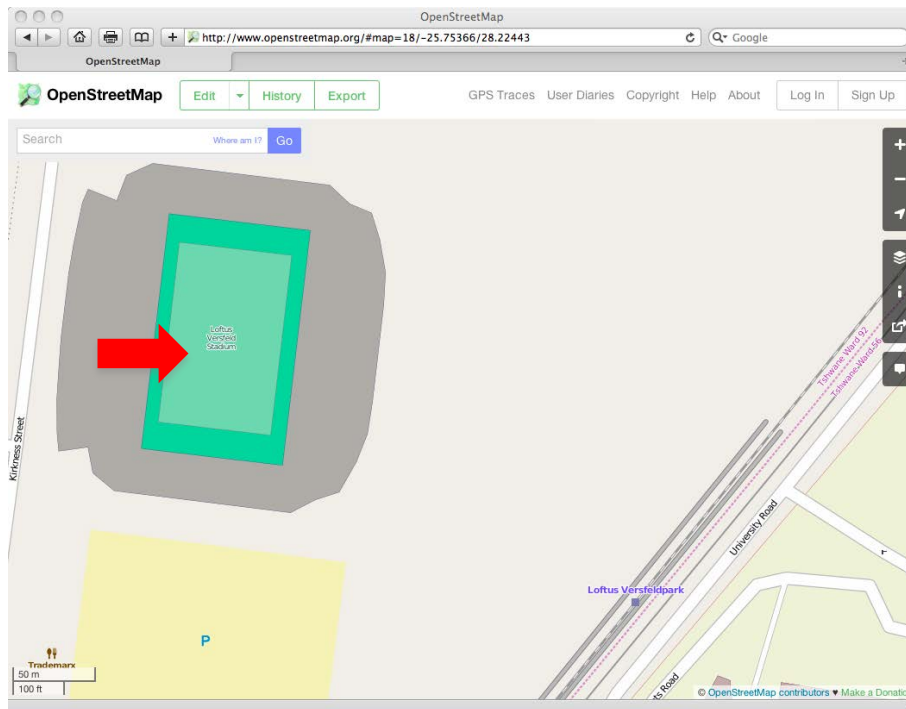 OpenStreetMap
http://www.openstreetmap.org/#map=18/-25.75366/28.22443
Google
OpenStreetMap
OpenStreetMap
Edit
History
Export
GPS Traces
User Diaries
Copyright
Help
About
Log In
Sign Up
Search
Where am I?
Go
Loftus
Versfeld
Stadium
Kirkness Street
Tshwane Ward 92
Tshwane Ward 56
University Road
Loftus Versfeldpark
P
Trademarx
50 m
100 ft
© OpenStreetMap contributors ♥ Make a Donatio